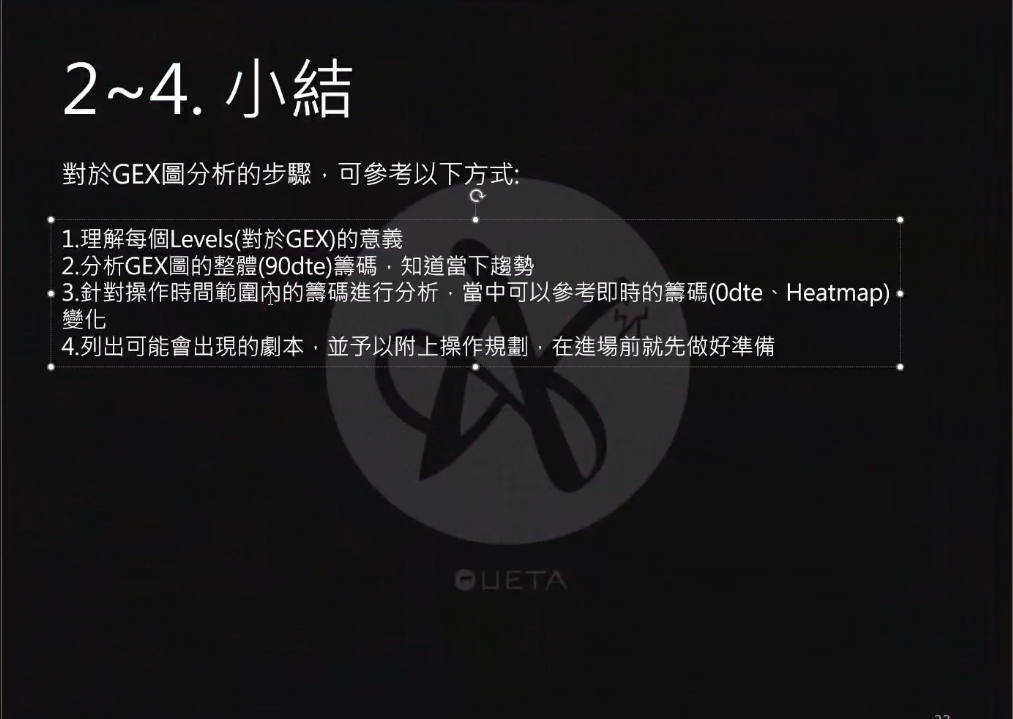 2~4. 小結
對於GEX圖分析的步驟，可參考以下方式:
1.理解每個Levels(對於GEX)的意義
2.分析GEX圖的整體(90dte)籌碼，知道當下趨勢
3.針對操作時間範圍內的籌碼進行分析，當中可以參考即時的籌碼(0dte、Heatmap)
變化
4.列出可能會出現的劇本，並予以附上操作規劃，在進場前就先做好準備